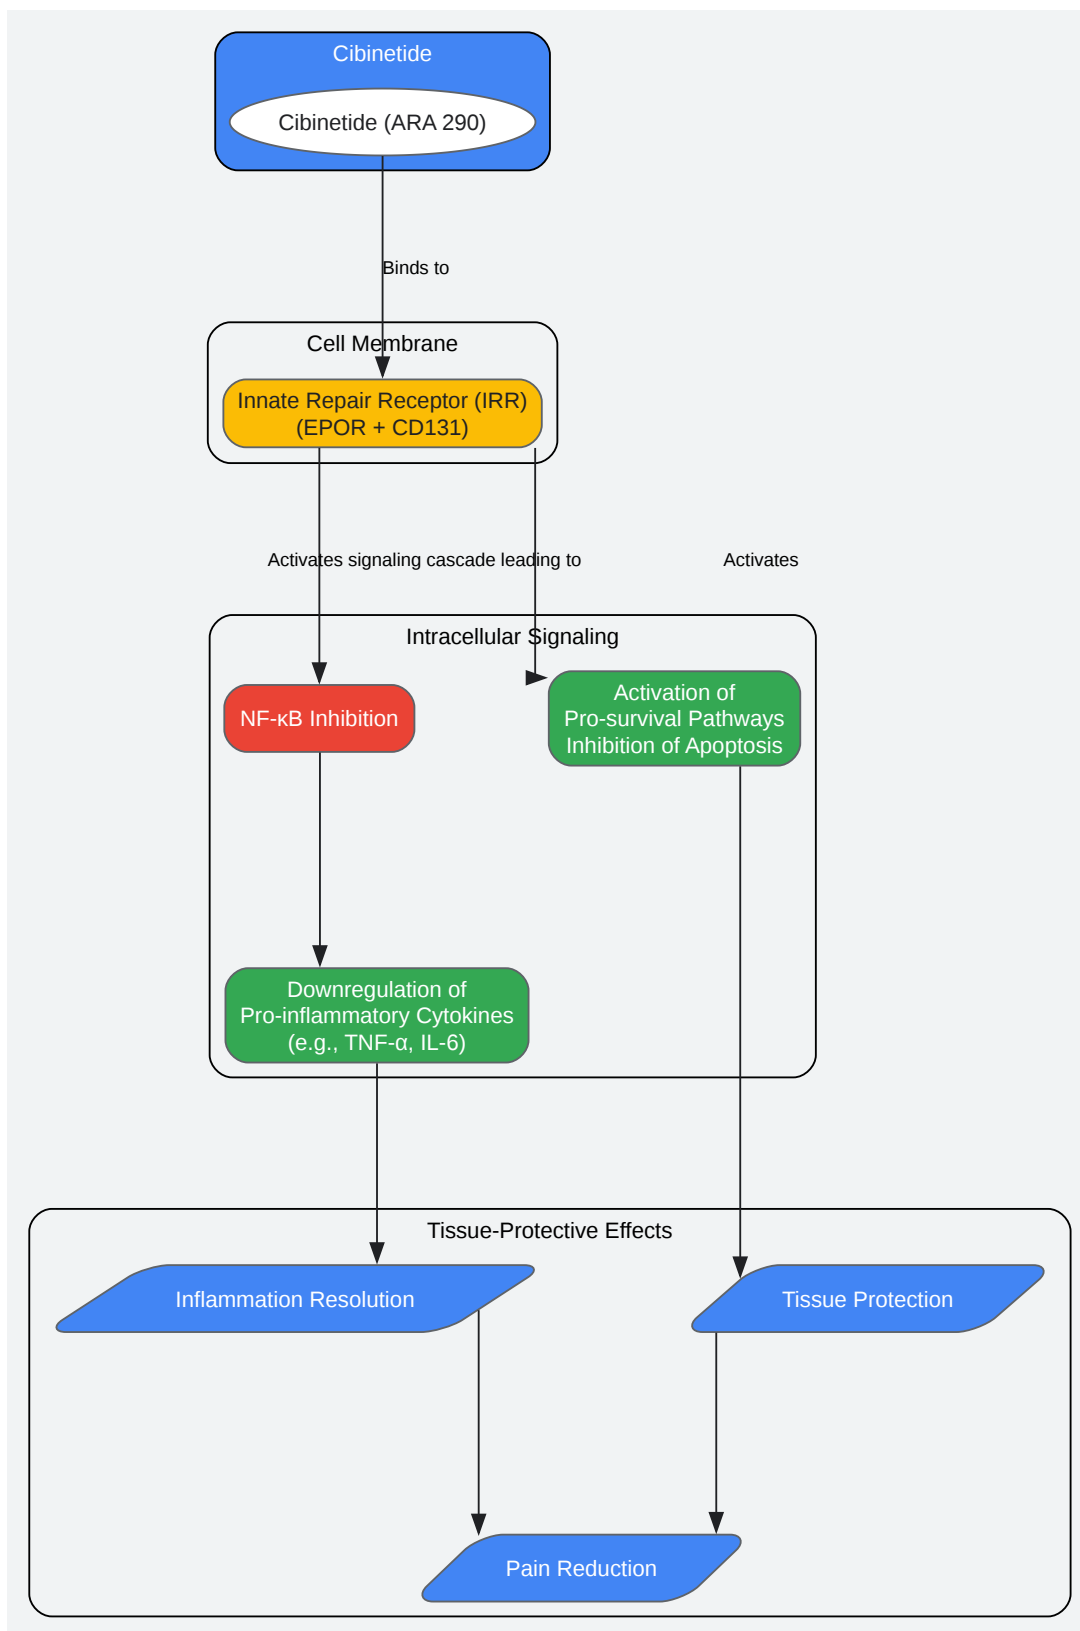 Cibinetide
Cibinetide (ARA 290)
Binds to
Cell Membrane
Innate Repair Receptor (IRR)
(EPOR + CD131)
Activates signaling cascade leading to
Activates
Intracellular Signaling
NF-κB Inhibition
Activation of
Pro-survival Pathways
Inhibition of Apoptosis
Downregulation of
Pro-inflammatory Cytokines
(e.g., TNF-α, IL-6)
Tissue-Protective Effects
Inflammation Resolution
Tissue Protection
Pain Reduction